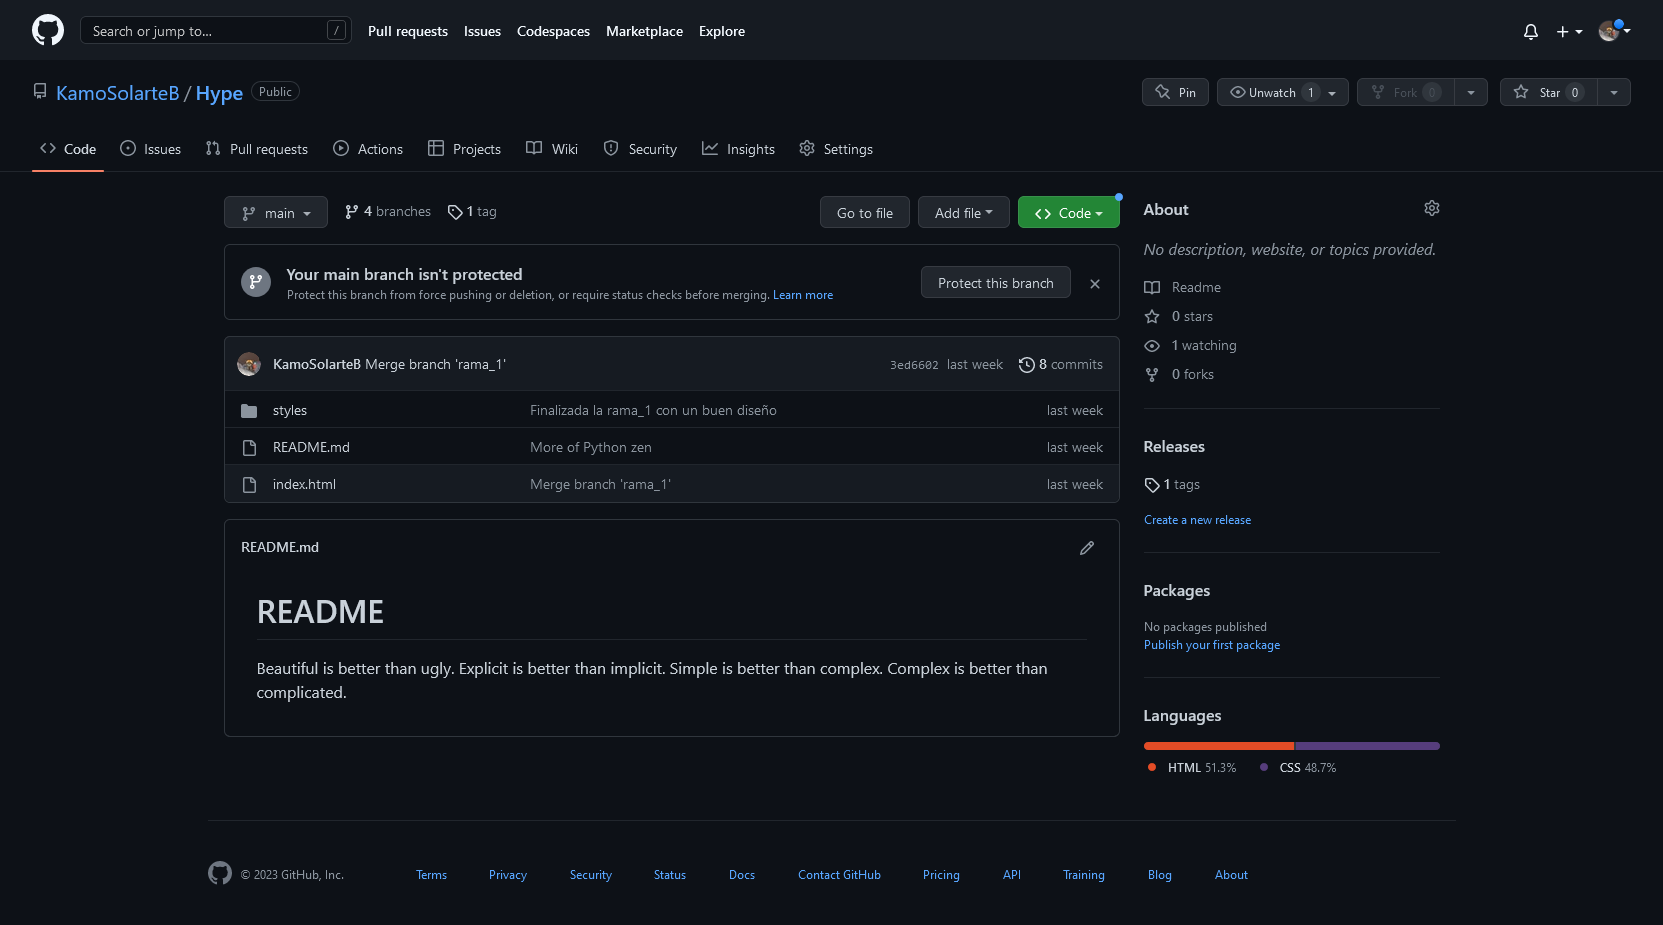 Search or jump to... /
Pull requests Issues Codespaces Marketplace Explore
KamoSolarteB / Hype Public
Pin Unwatch 1 Fork 0 Star 0
Code Issues Pull requests Actions Projects Wiki Security Insights Settings
main 4 branches 1 tag Go to file Add file Code
Your main branch isn't protected
Protect this branch from force pushing or deletion, or require status checks before merging. Learn more
Protect this branch
KamoSolarteB Merge branch 'rama_1' 3ed6602 last week 8 commits
styles Finalizada la rama_1 con un buen diseño last week
README.md More of Python zen last week
index.html Merge branch 'rama_1' last week
README.md
README
Beautiful is better than ugly. Explicit is better than implicit. Simple is better than complex. Complex is better than
complicated.
About
No description, website, or topics provided.
Readme
0 stars
1 watching
0 forks
Releases
1 tags
Create a new release
Packages
No packages published
Publish your first package
Languages
HTML 51.3% CSS 48.7%
© 2023 GitHub, Inc. Terms Privacy Security Status Docs Contact GitHub Pricing API Training Blog About